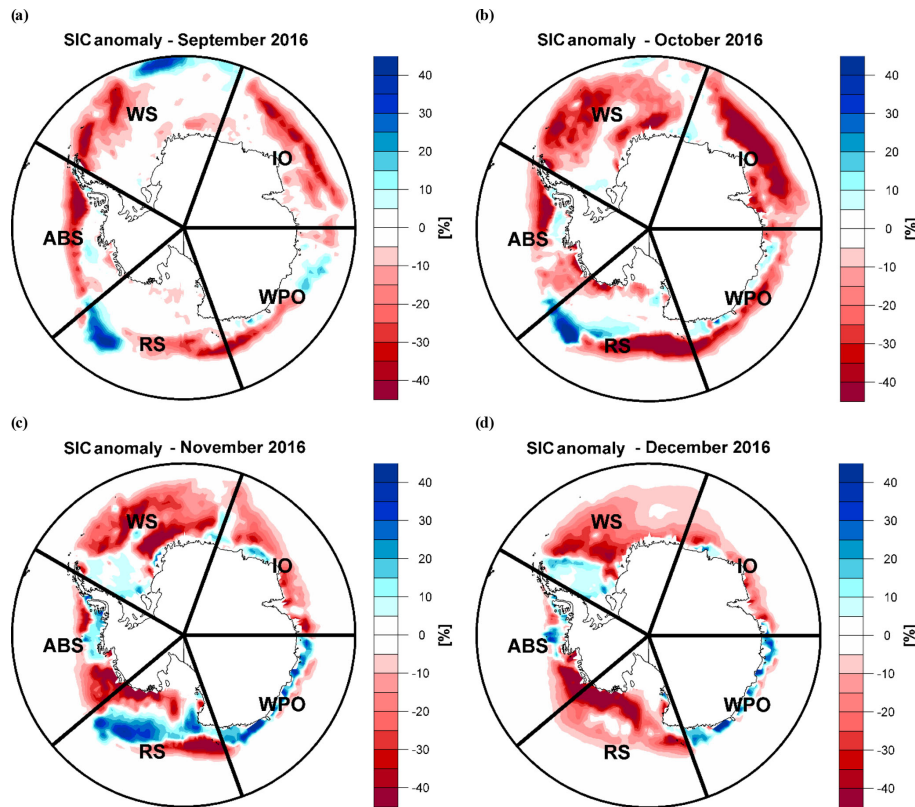 (a)
SIC anomaly - September 2016
WS
IO
ABS
WPO
RS
40
30
20
10
0
-10
-20
-30
-40
[%]
(b)
SIC anomaly - October 2016
WS
IO
ABS
WPO
RS
40
30
20
10
0
-10
-20
-30
-40
[%]
(c)
SIC anomaly - November 2016
WS
IO
ABS
WPO
RS
40
30
20
10
0
-10
-20
-30
-40
[%]
(d)
SIC anomaly - December 2016
WS
IO
ABS
WPO
RS
40
30
20
10
0
-10
-20
-30
-40
[%]